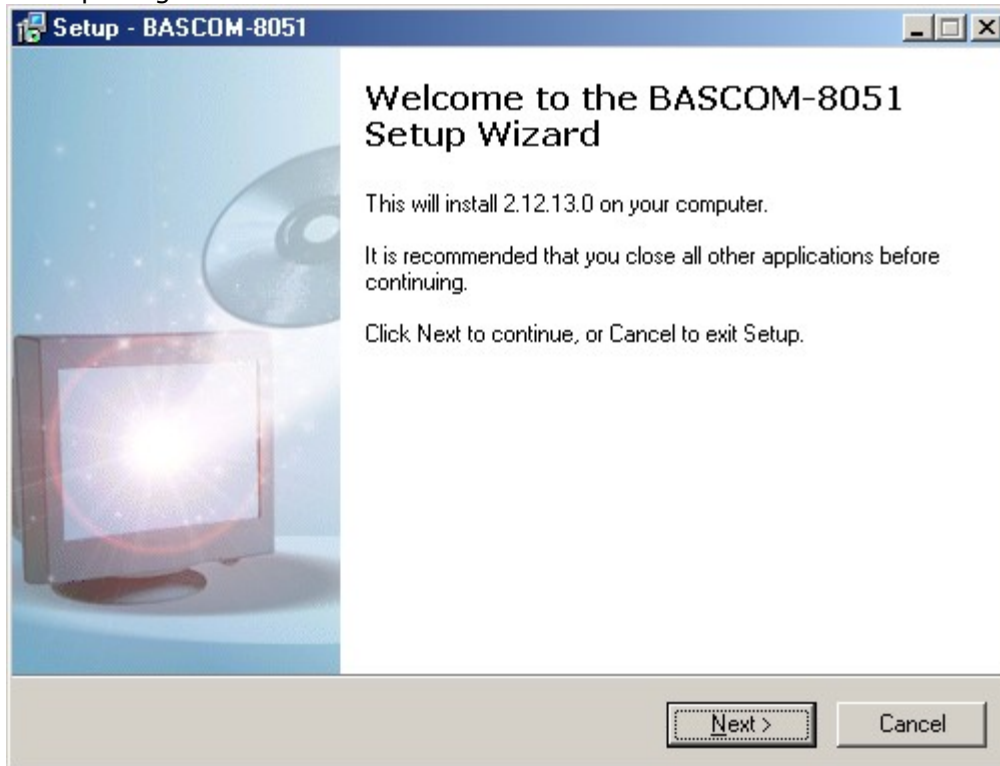 Setup - BASCOM-8051
Welcome to the BASCOM-8051
Setup Wizard
This will install 2.12.13.0 on your computer.
It is recommended that you close all other applications before
continuing.
Click Next to continue, or Cancel to exit Setup.
Next >
Cancel